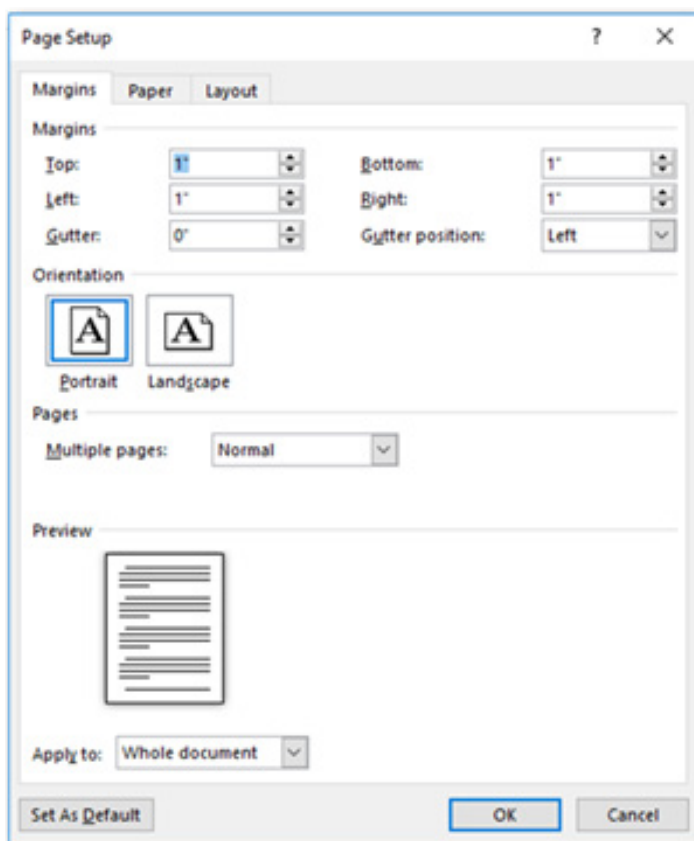 Page Setup ? ×
Margins Paper Layout
Margins
Top: 1" Bottom: 1"
Left: 1" Right: 1"
Gutter: 0" Gutter position: Left
Orientation
A A
Portrait Landscape
Pages
Multiple pages: Normal
Preview
Apply to: Whole document
Set As Default OK Cancel